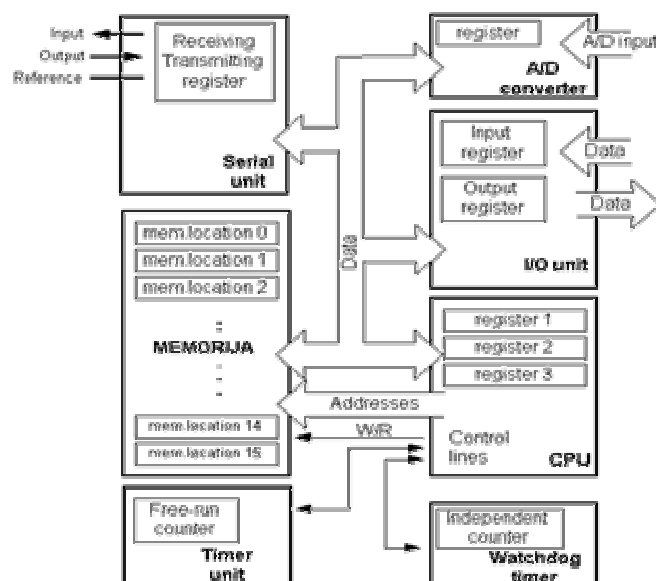 Input
Output
Reference
Receiving
Transmitting
register
Serial
unit
register
A/D input
A/D
converter
Input
register
Data
Output
register
Data
I/O unit
Data
mem.location 0
mem.location 1
mem.location 2
MEMORIJA
mem.location 14
mem.location 15
register 1
register 2
register 3
Addresses
W/R
Control
lines
CPU
Free-run
counter
Timer
unit
Independent
counter
Watchdog
timer